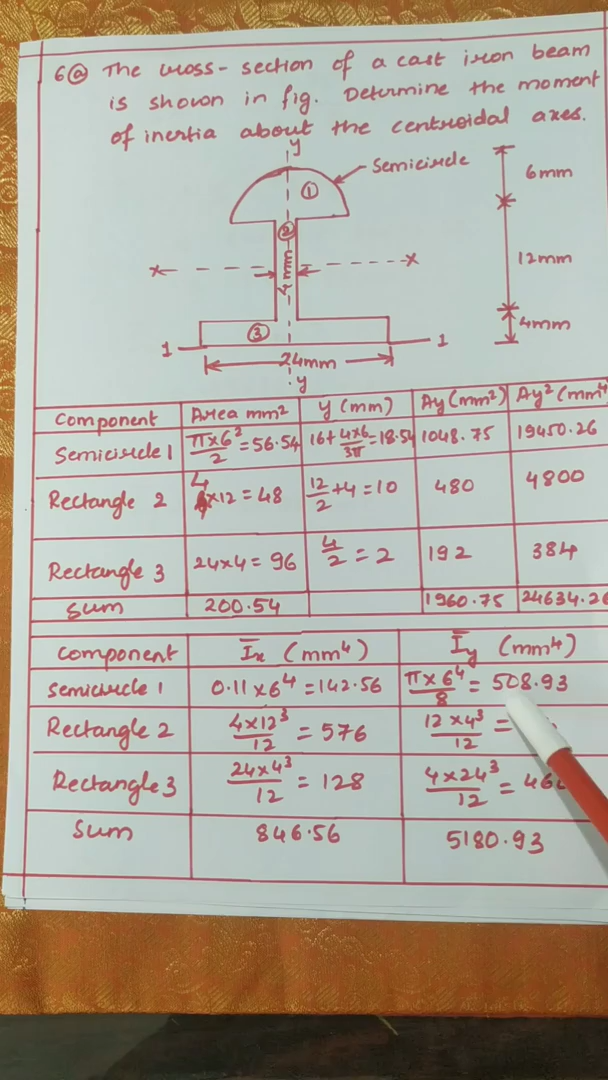 6 a The cross-section of a cast iron beam
is shown in fig. Determine the moment
of inertia about the centroidal axes.
y
Semicircle
6mm
1
2
x x
4mm
12mm
3
4mm
1 1
24mm
y
Component Area mm² y (mm) Ay (mm³) Ay² (mm⁴
Semicircle 1 π×6²/2 = 56.54 16+4×6/3π=18.54 1048.75 19450.26
Rectangle 2 4×12 = 48 12/2+4=10 480 4800
Rectangle 3 24×4 = 96 4/2 = 2 192 384
Sum 200.54 1960.75 24634.26
Component Īx (mm⁴) Īy (mm⁴)
Semicircle 1 0.11×6⁴=142.56 π×6⁴/8 = 508.93
Rectangle 2 4×12³/12 = 576 12×4³/12 =
Rectangle 3 24×4³/12 = 128 4×24³/12 = 46
Sum 846.56 5180.93